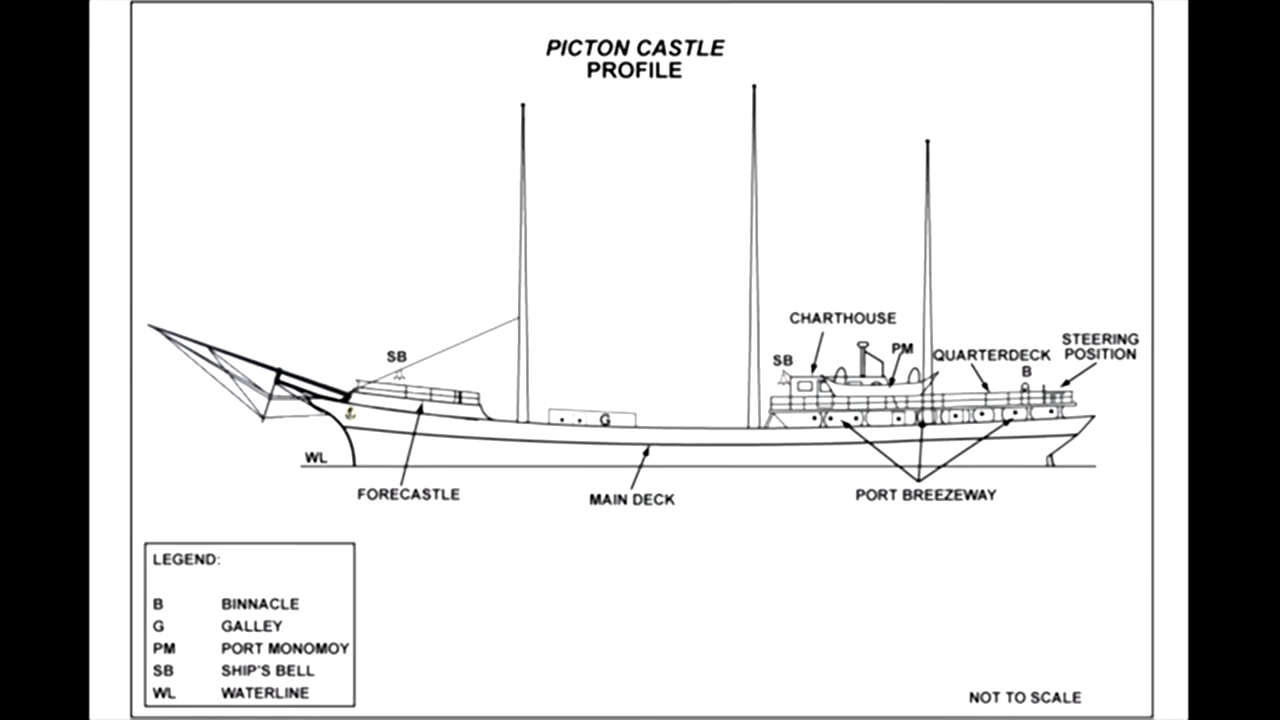 PICTON CASTLE
PROFILE
CHARTHOUSE
SB
SB
PM
QUARTERDECK
B
STEERING
POSITION
G
WL
FORECASTLE
MAIN DECK
PORT BREEZEWAY
LEGEND:
B BINNACLE
G GALLEY
PM PORT MONOMOY
SB SHIP'S BELL
WL WATERLINE
NOT TO SCALE